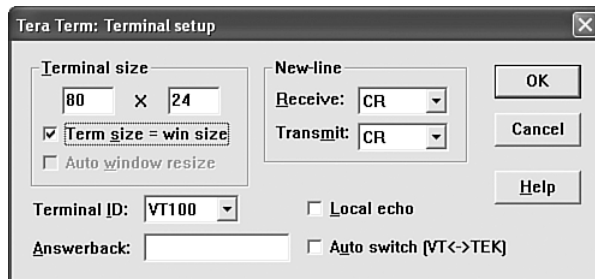 Tera Term: Terminal setup
Terminal size
80 X 24
Term size = win size
Auto window resize
New-line
Receive: CR
Transmit: CR
OK
Cancel
Help
Terminal ID: VT100
Local echo
Answerback:
Auto switch (VT<->TEK)